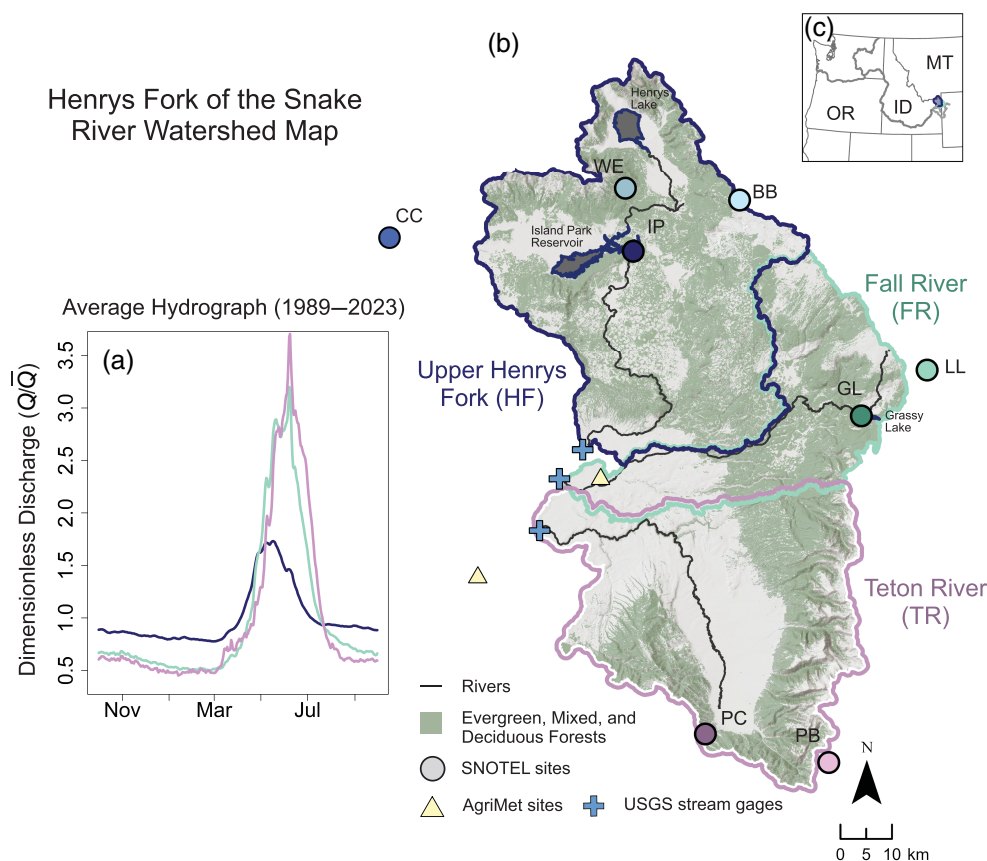 Henrys Fork of the Snake
River Watershed Map
(b)
(c)
MT
OR
ID
Henrys
Lake
WE
BB
CC
IP
Island Park
Reservoir
Fall River
(FR)
LL
GL
Grassy
Lake
Upper Henrys
Fork (HF)
Average Hydrograph (1989–2023)
(a)
Dimensionless Discharge (Q/Q̅)
3.5
3.0
2.5
2.0
1.5
1.0
0.5
Nov
Mar
Jul
Teton River
(TR)
PC
PB
Rivers
Evergreen, Mixed, and
Deciduous Forests
SNOTEL sites
AgriMet sites
USGS stream gages
N
0 5 10 km